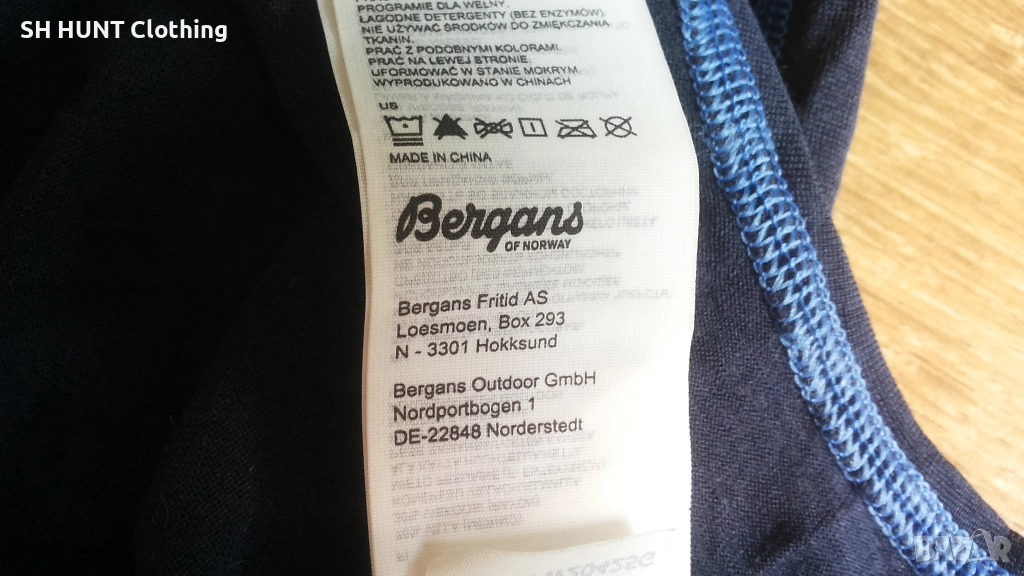 SH HUNT Clothing
PROGRAMIE DLA WEŁNY.
ŁAGODNE DETERGENTY (BEZ ENZYMÓW).
NIE UŻYWAĆ ŚRODKÓW DO ZMIĘKCZANIA
TKANIN.
PRAĆ Z PODOBNYMI KOLORAMI.
PRAĆ NA LEWEJ STRONIE.
UFORMOWAĆ W STANIE MOKRYM.
WYPRODUKOWANO W CHINACH
US
MADE IN CHINA
Bergans
OF NORWAY
Bergans Fritid AS
Loesmoen, Box 293
N - 3301 Hokksund
Bergans Outdoor GmbH
Nordportbogen 1
DE-22848 Norderstedt
BAZAR